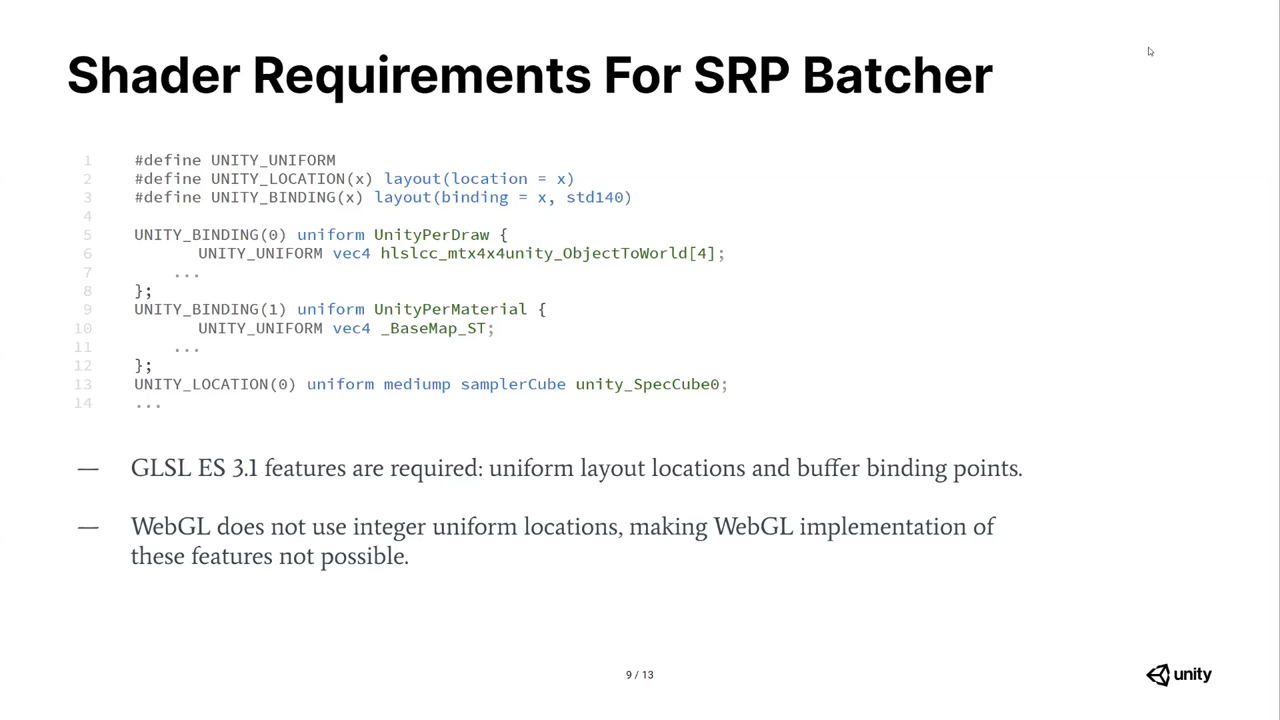 Shader Requirements For SRP Batcher
1 #define UNITY_UNIFORM
2 #define UNITY_LOCATION(x) layout(location = x)
3 #define UNITY_BINDING(x) layout(binding = x, std140)
4
5 UNITY_BINDING(0) uniform UnityPerDraw {
6 UNITY_UNIFORM vec4 hlslcc_mtx4x4unity_ObjectToWorld[4];
7 ...
8 };
9 UNITY_BINDING(1) uniform UnityPerMaterial {
10 UNITY_UNIFORM vec4 _BaseMap_ST;
11 ...
12 };
13 UNITY_LOCATION(0) uniform mediump samplerCube unity_SpecCube0;
14 ...
— GLSL ES 3.1 features are required: uniform layout locations and buffer binding points.
— WebGL does not use integer uniform locations, making WebGL implementation of
these features not possible.
9 / 13
unity